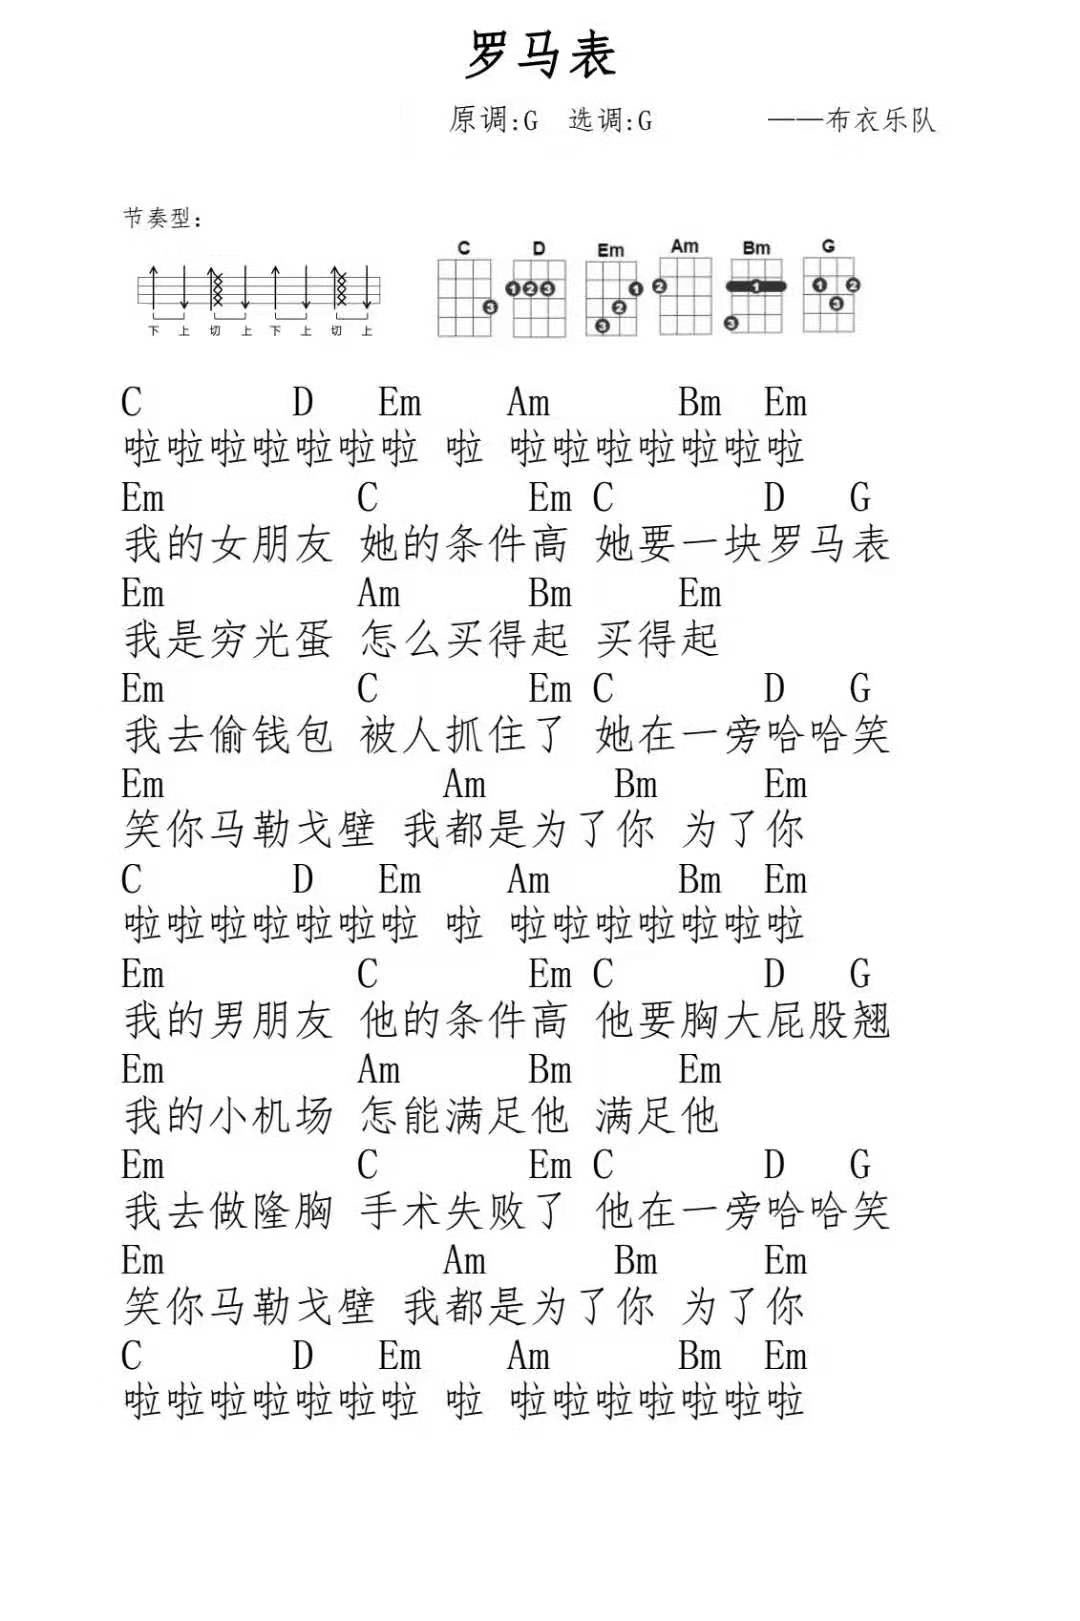 罗马表
原调:G 选调:G ——布衣乐队
节奏型:
C D Em Am Bm G
3 1 2 3 1 2 3 2 1 3 1 2 3
下 上 切 上 下 上 切 上
C D Em Am Bm Em
啦啦啦啦啦啦啦 啦 啦啦啦啦啦啦啦
Em C Em C D G
我的女朋友 她的条件高 她要一块罗马表
Em Am Bm Em
我是穷光蛋 怎么买得起 买得起
Em C Em C D G
我去偷钱包 被人抓住了 她在一旁哈哈笑
Em Am Bm Em
笑你马勒戈壁 我都是为了你 为了你
C D Em Am Bm Em
啦啦啦啦啦啦啦 啦 啦啦啦啦啦啦啦
Em C Em C D G
我的男朋友 他的条件高 他要胸大屁股翘
Em Am Bm Em
我的小机场 怎能满足他 满足他
Em C Em C D G
我去做隆胸 手术失败了 他在一旁哈哈笑
Em Am Bm Em
笑你马勒戈壁 我都是为了你 为了你
C D Em Am Bm Em
啦啦啦啦啦啦啦 啦 啦啦啦啦啦啦啦